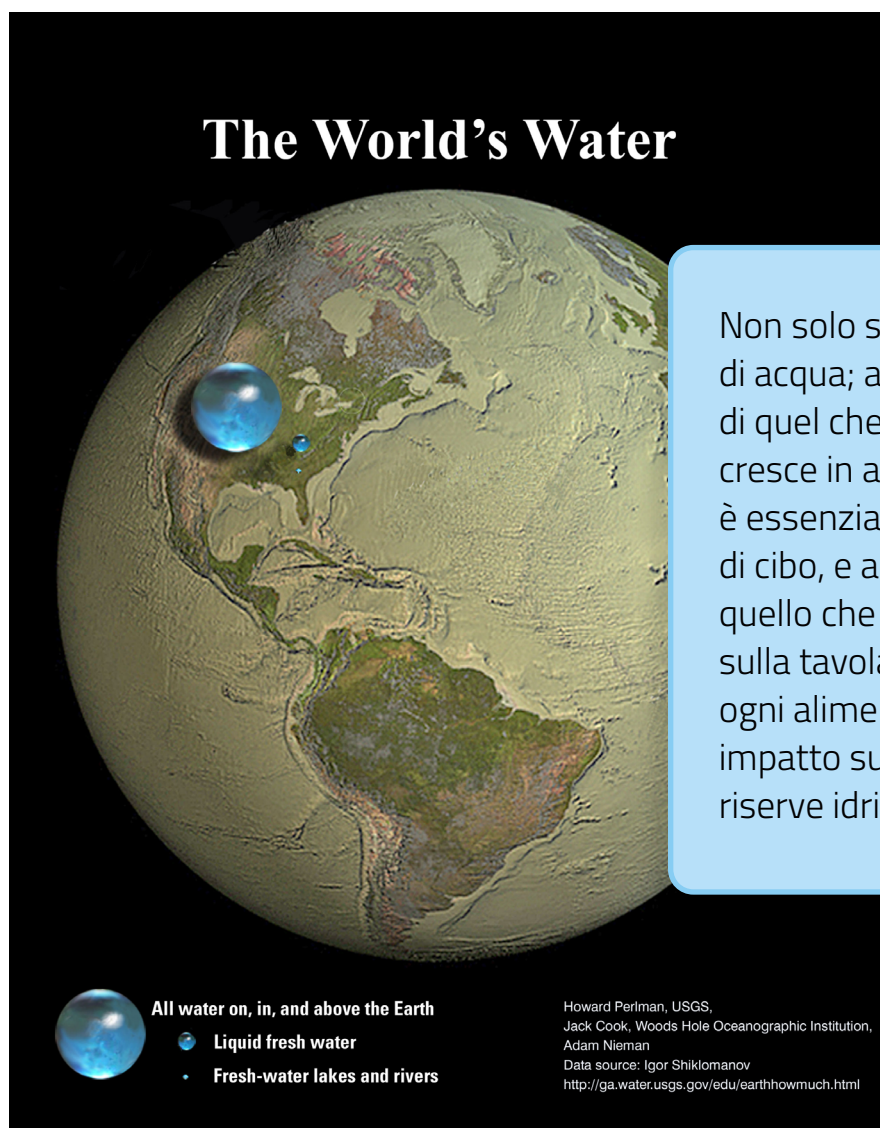 The World's Water
Non solo s
di acqua; a
di quel che
cresce in a
è essenzia
di cibo, e a
quello che
sulla tavola
ogni alime
impatto su
riserve idri
All water on, in, and above the Earth
Liquid fresh water
Fresh-water lakes and rivers
Howard Perlman, USGS,
Jack Cook, Woods Hole Oceanographic Institution,
Adam Nieman
Data source: Igor Shiklomanov
http://ga.water.usgs.gov/edu/earthhowmuch.html